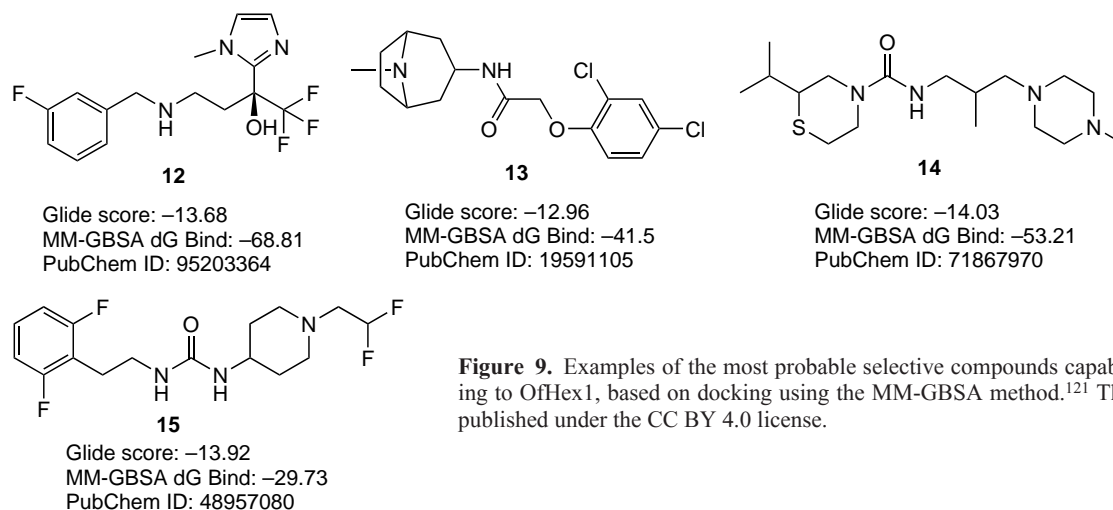 N
N
F
N
H
OH
F
F
F
12
Glide score: –13.68
MM-GBSA dG Bind: –68.81
PubChem ID: 95203364
N
NH
O
O
Cl
Cl
13
Glide score: –12.96
MM-GBSA dG Bind: –41.5
PubChem ID: 19591105
O
N
N
H
S
N
N
14
Glide score: –14.03
MM-GBSA dG Bind: –53.21
PubChem ID: 71867970
F
F
O
N
H
N
H
N
F
F
15
Glide score: –13.92
MM-GBSA dG Bind: –29.73
PubChem ID: 48957080
Figure 9. Examples of the most probable selective compounds capab
ing to OfHex1, based on docking using the MM-GBSA method.121 Th
published under the CC BY 4.0 license.